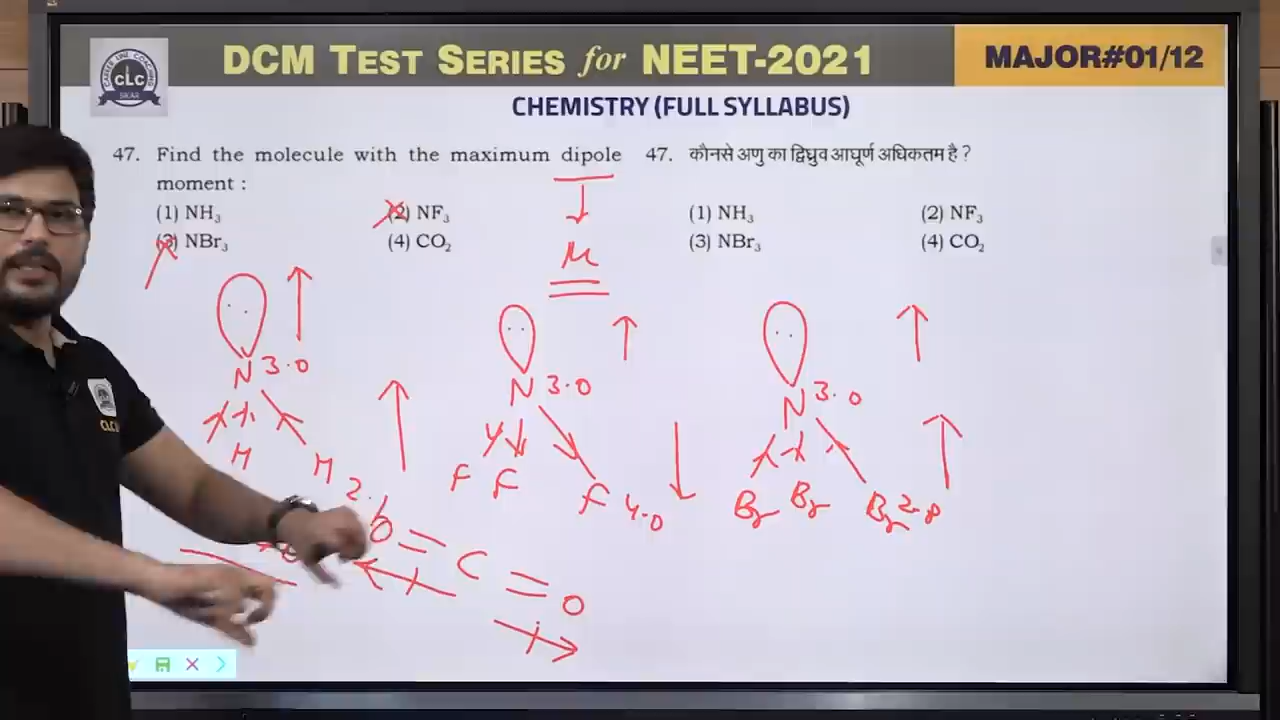 DCM TEST SERIES for NEET-2021
MAJOR#01/12
CLC
SIKAR
CHEMISTRY (FULL SYLLABUS)
47. Find the molecule with the maximum dipole moment :
(1) NH₃ (2) NF₃
(3) NBr₃ (4) CO₂
47. कौनसे अणु का द्विध्रुव आघूर्ण अधिकतम है ?
(1) NH₃ (2) NF₃
(3) NBr₃ (4) CO₂
μ
N 3.0
H
H 2.1
N 3.0
F F
F 4.0
N 3.0
Br Br
Br 2.8
O = C = O
CLC